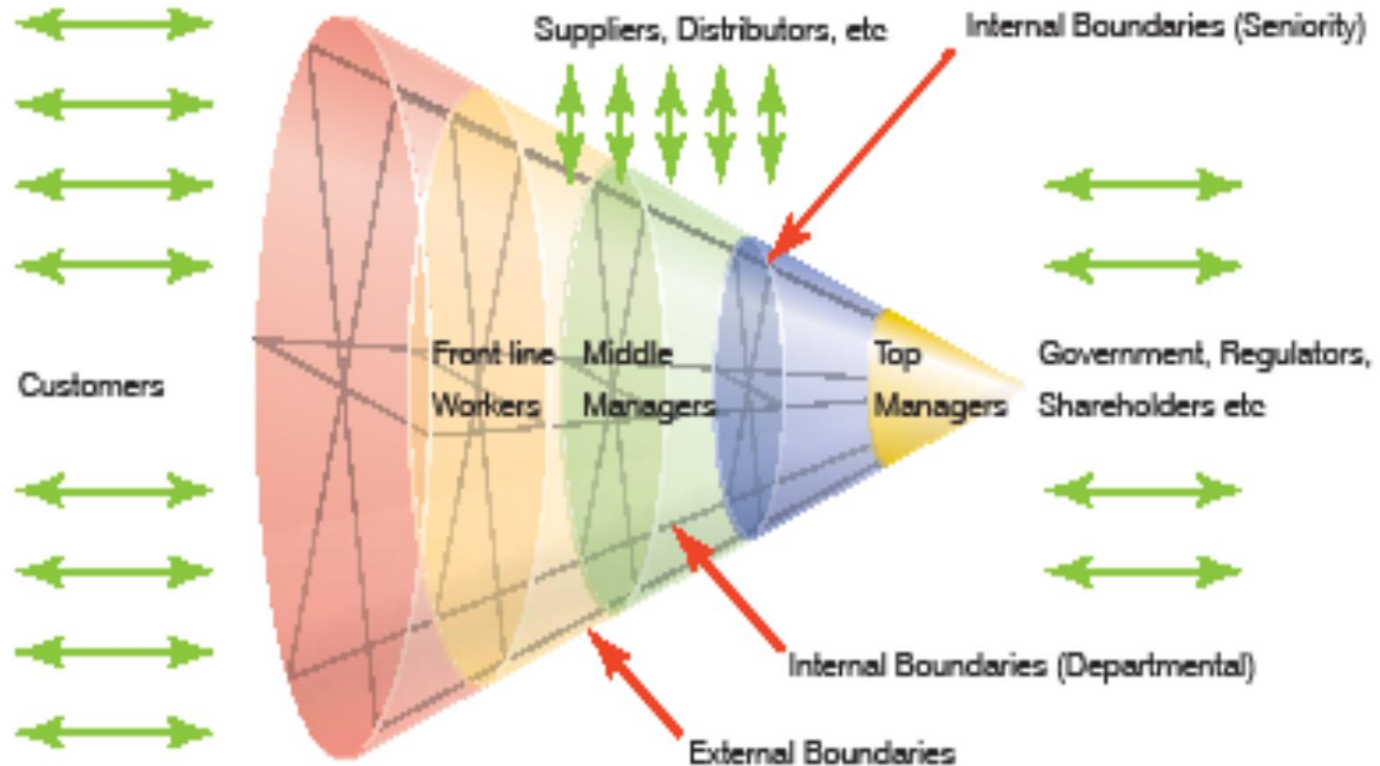 Suppliers, Distributors, etc
Internal Boundaries (Seniority)
Customers
Front line
Workers
Middle
Managers
Top
Managers
Government, Regulators,
Shareholders etc
Internal Boundaries (Departmental)
External Boundaries